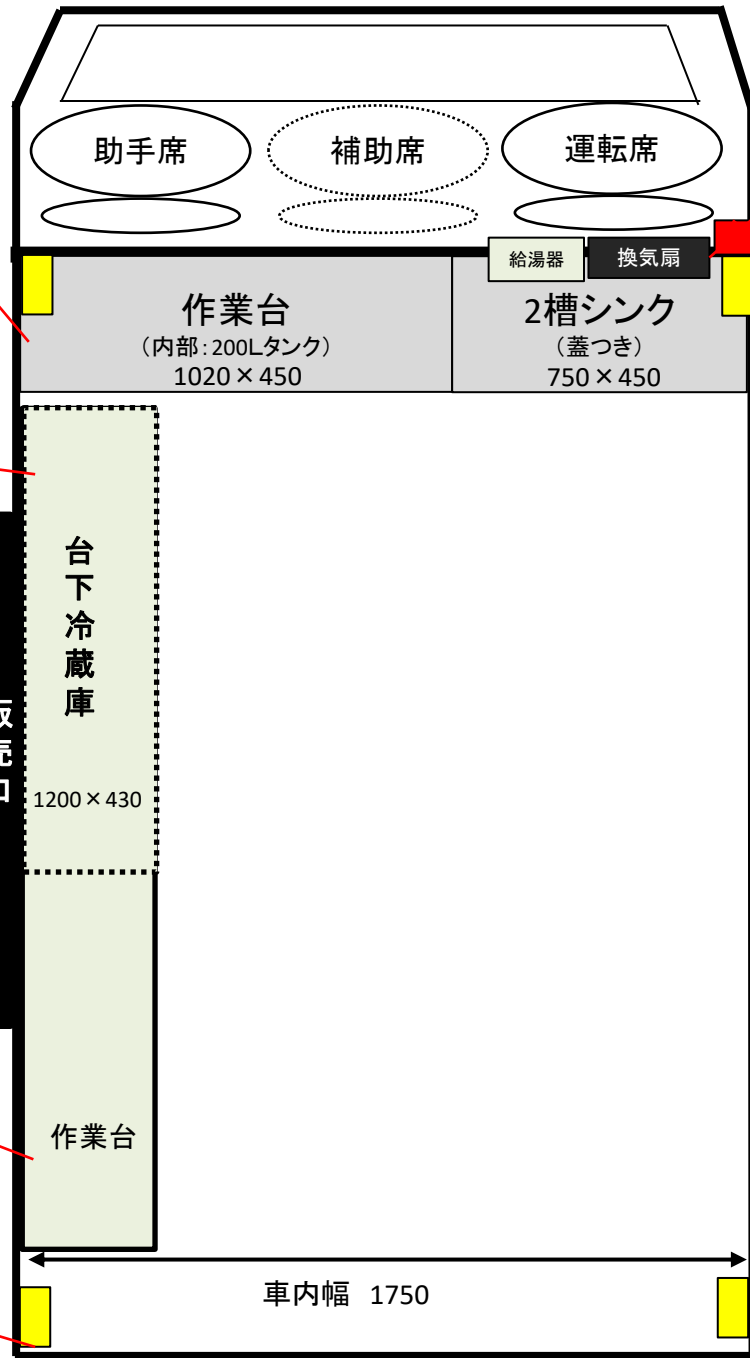 助手席
補助席
運転席
給湯器
換気扇
作業台
（内部：200Lタンク）
1020×450
2槽シンク
（蓋つき）
750×450
台下冷蔵庫
1200×430
作業台
車内幅 1750